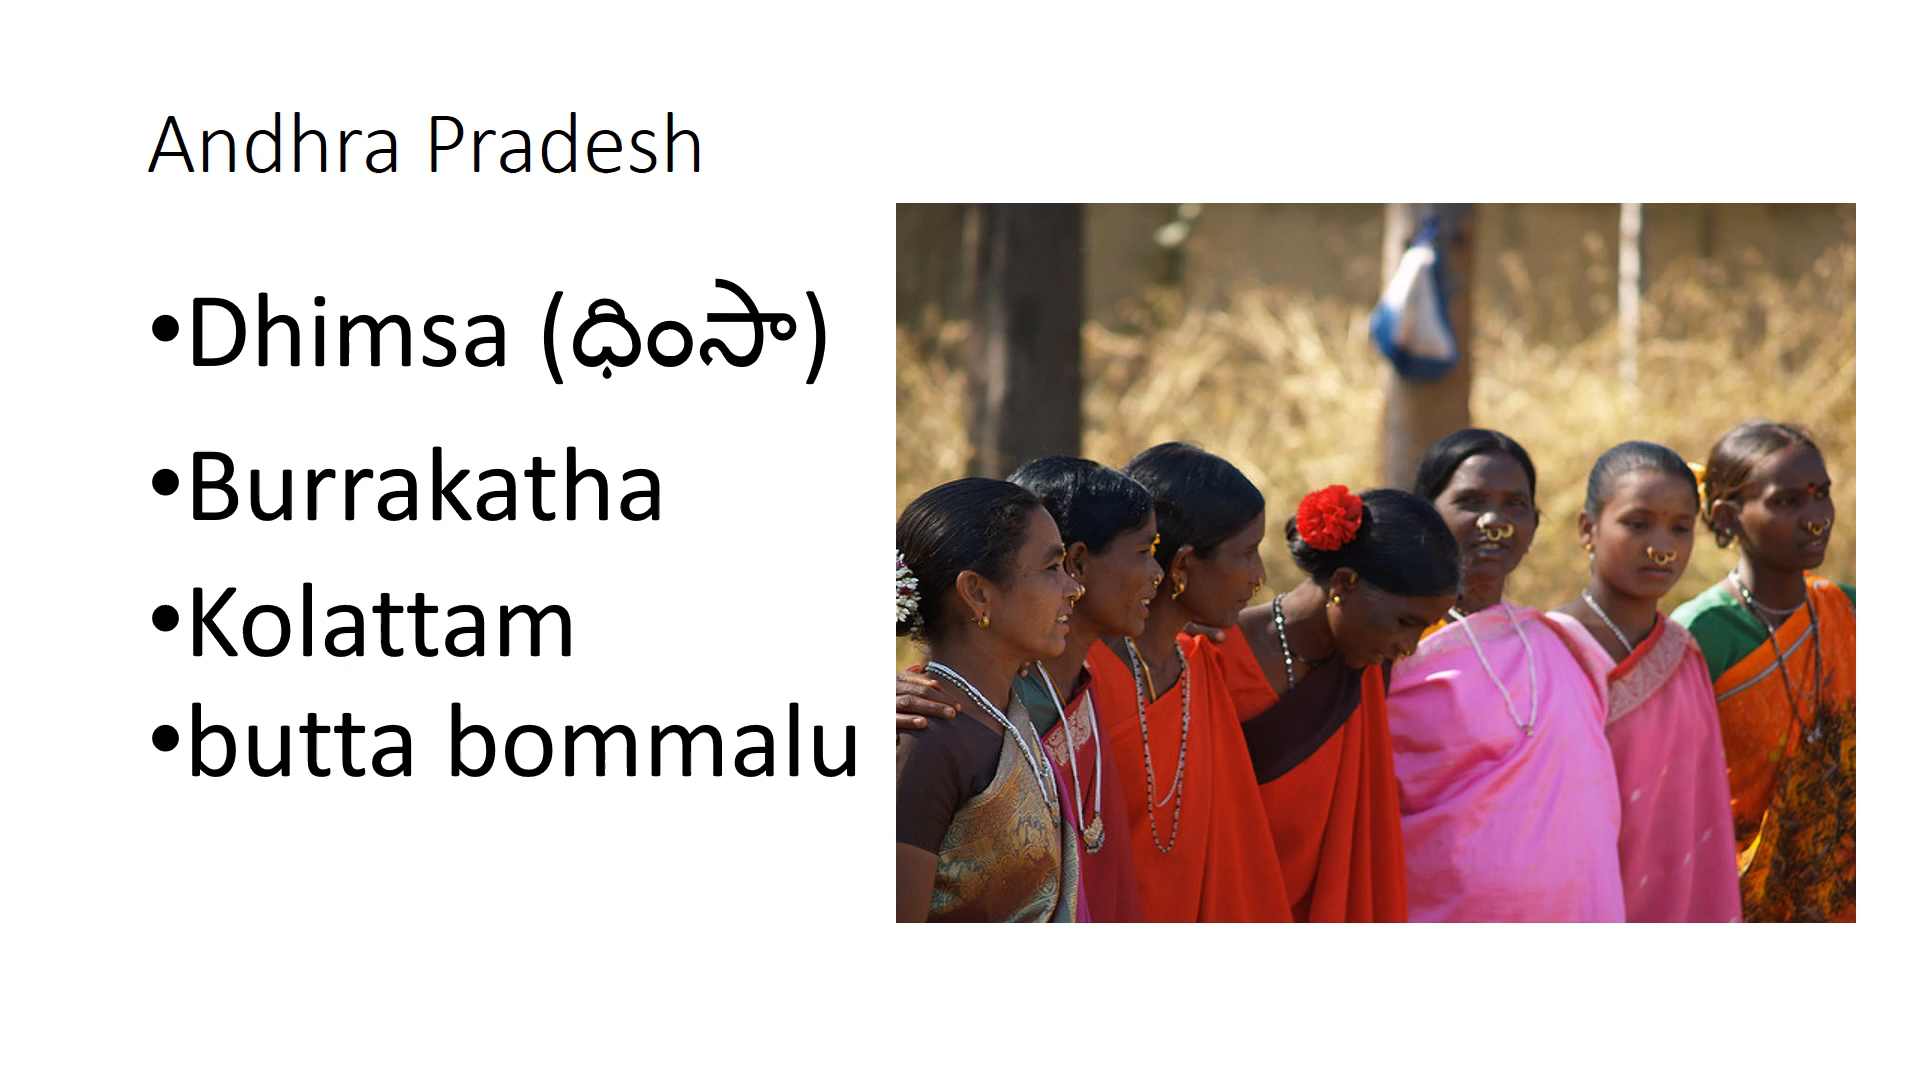 Andhra Pradesh
•Dhimsa (ధింసా)
•Burrakatha
•Kolattam
•butta bommalu